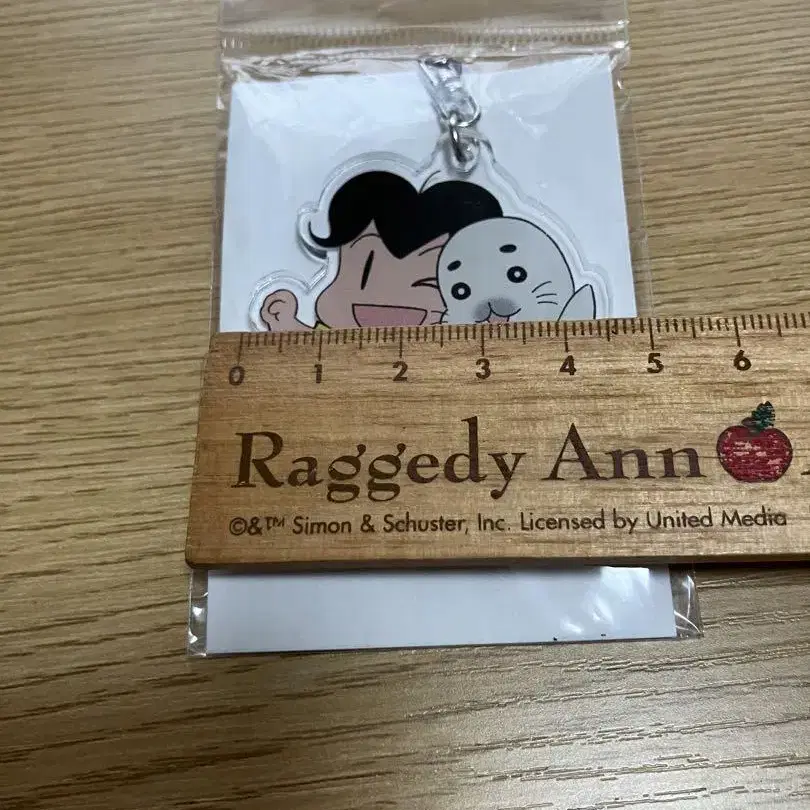 0 1 2 3 4 5 6
Raggedy Ann
©&™ Simon & Schuster, Inc. Licensed by United Media